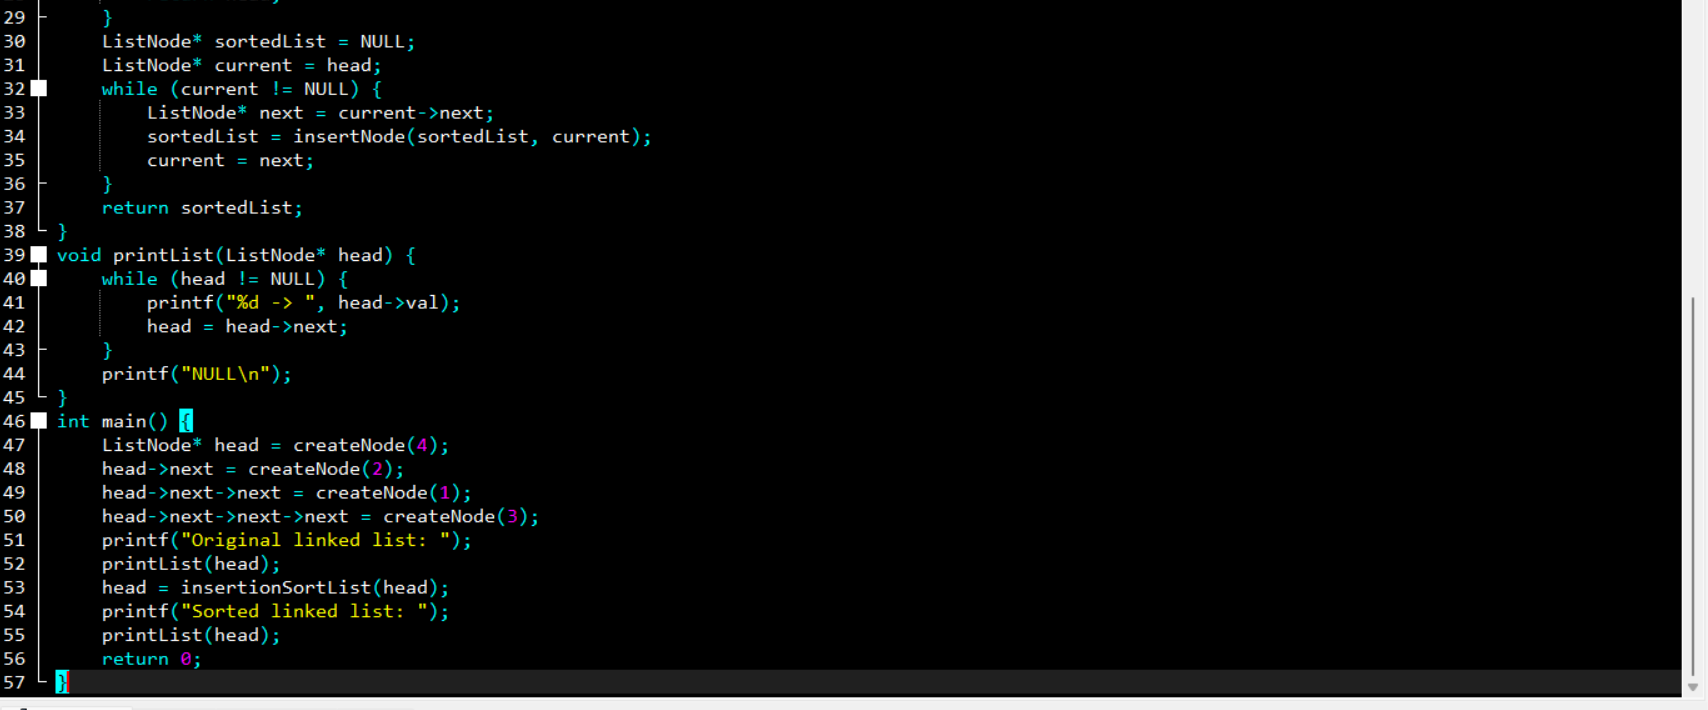 29 }
30 ListNode* sortedList = NULL;
31 ListNode* current = head;
32 while (current != NULL) {
33 ListNode* next = current->next;
34 sortedList = insertNode(sortedList, current);
35 current = next;
36 }
37 return sortedList;
38 }
39 void printList(ListNode* head) {
40 while (head != NULL) {
41 printf("%d -> ", head->val);
42 head = head->next;
43 }
44 printf("NULL\n");
45 }
46 int main() {
47 ListNode* head = createNode(4);
48 head->next = createNode(2);
49 head->next->next = createNode(1);
50 head->next->next->next = createNode(3);
51 printf("Original linked list: ");
52 printList(head);
53 head = insertionSortList(head);
54 printf("Sorted linked list: ");
55 printList(head);
56 return 0;
57 }